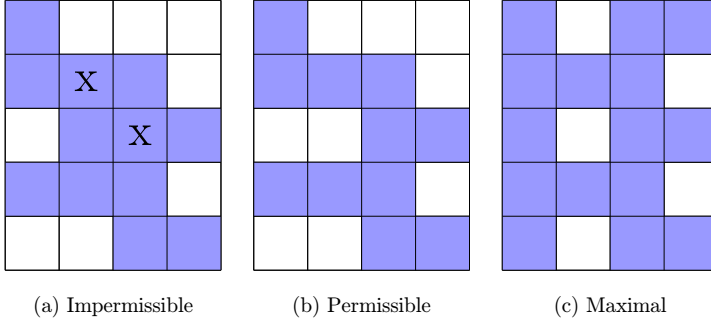 X
X
(a) Impermissible
(b) Permissible
(c) Maximal